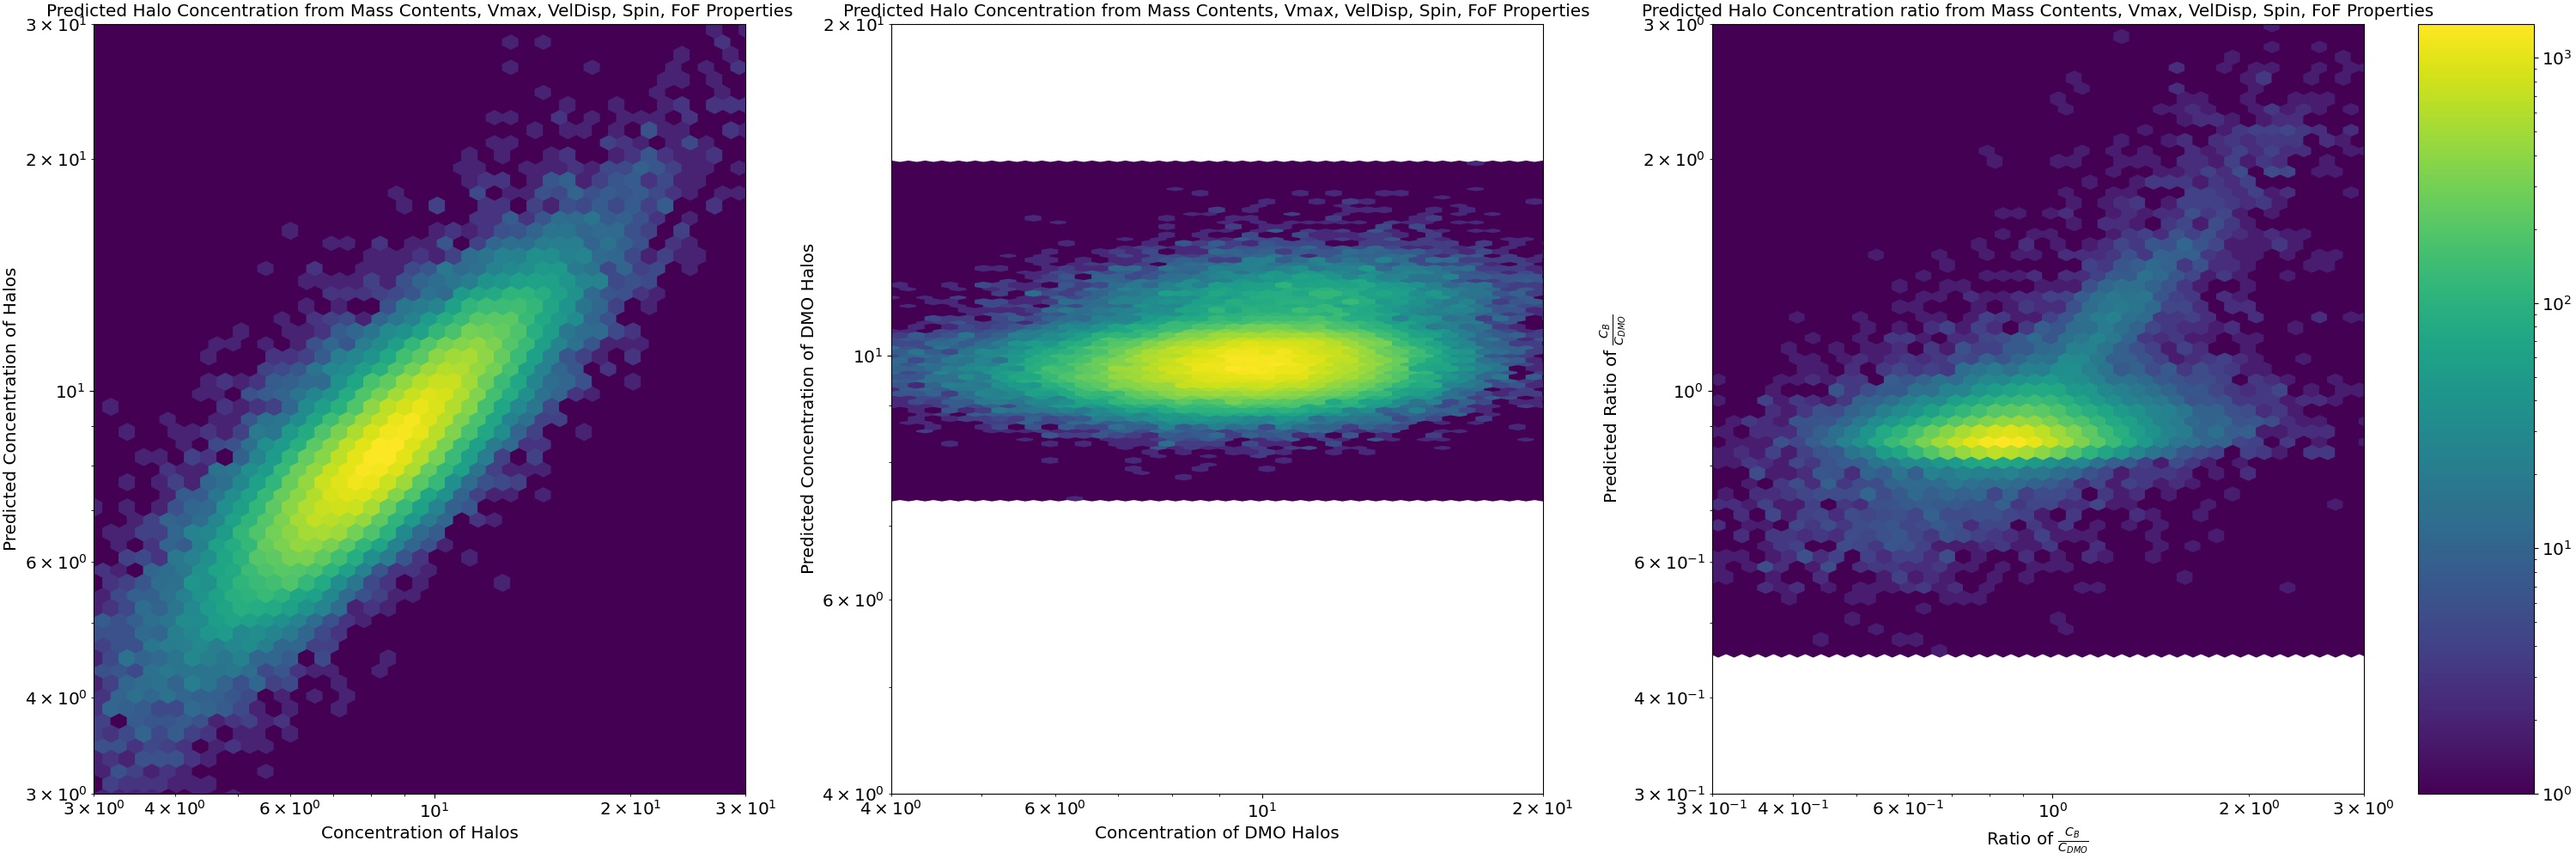 Predicted Halo Concentration from Mass Contents, Vmax, VelDisp, Spin, FoF Properties
Predicted Concentration of Halos
3 × 10¹
2 × 10¹
10¹
6 × 10⁰
4 × 10⁰
3 × 10⁰
3 × 10⁰ 4 × 10⁰ 6 × 10⁰ 10¹ 2 × 10¹ 3 × 10¹
Concentration of Halos
Predicted Halo Concentration from Mass Contents, Vmax, VelDisp, Spin, FoF Properties
Predicted Concentration of DMO Halos
2 × 10¹
10¹
6 × 10⁰
4 × 10⁰
4 × 10⁰ 6 × 10⁰ 10¹ 2 × 10¹
Concentration of DMO Halos
Predicted Halo Concentration ratio from Mass Contents, Vmax, VelDisp, Spin, FoF Properties
Predicted Ratio of C_B/C_DMO
3 × 10⁰
2 × 10⁰
10⁰
6 × 10⁻¹
4 × 10⁻¹
3 × 10⁻¹
3 × 10⁻¹ 4 × 10⁻¹ 6 × 10⁻¹ 10⁰ 2 × 10⁰ 3 × 10⁰
Ratio of C_B/C_DMO
10³
10²
10¹
10⁰